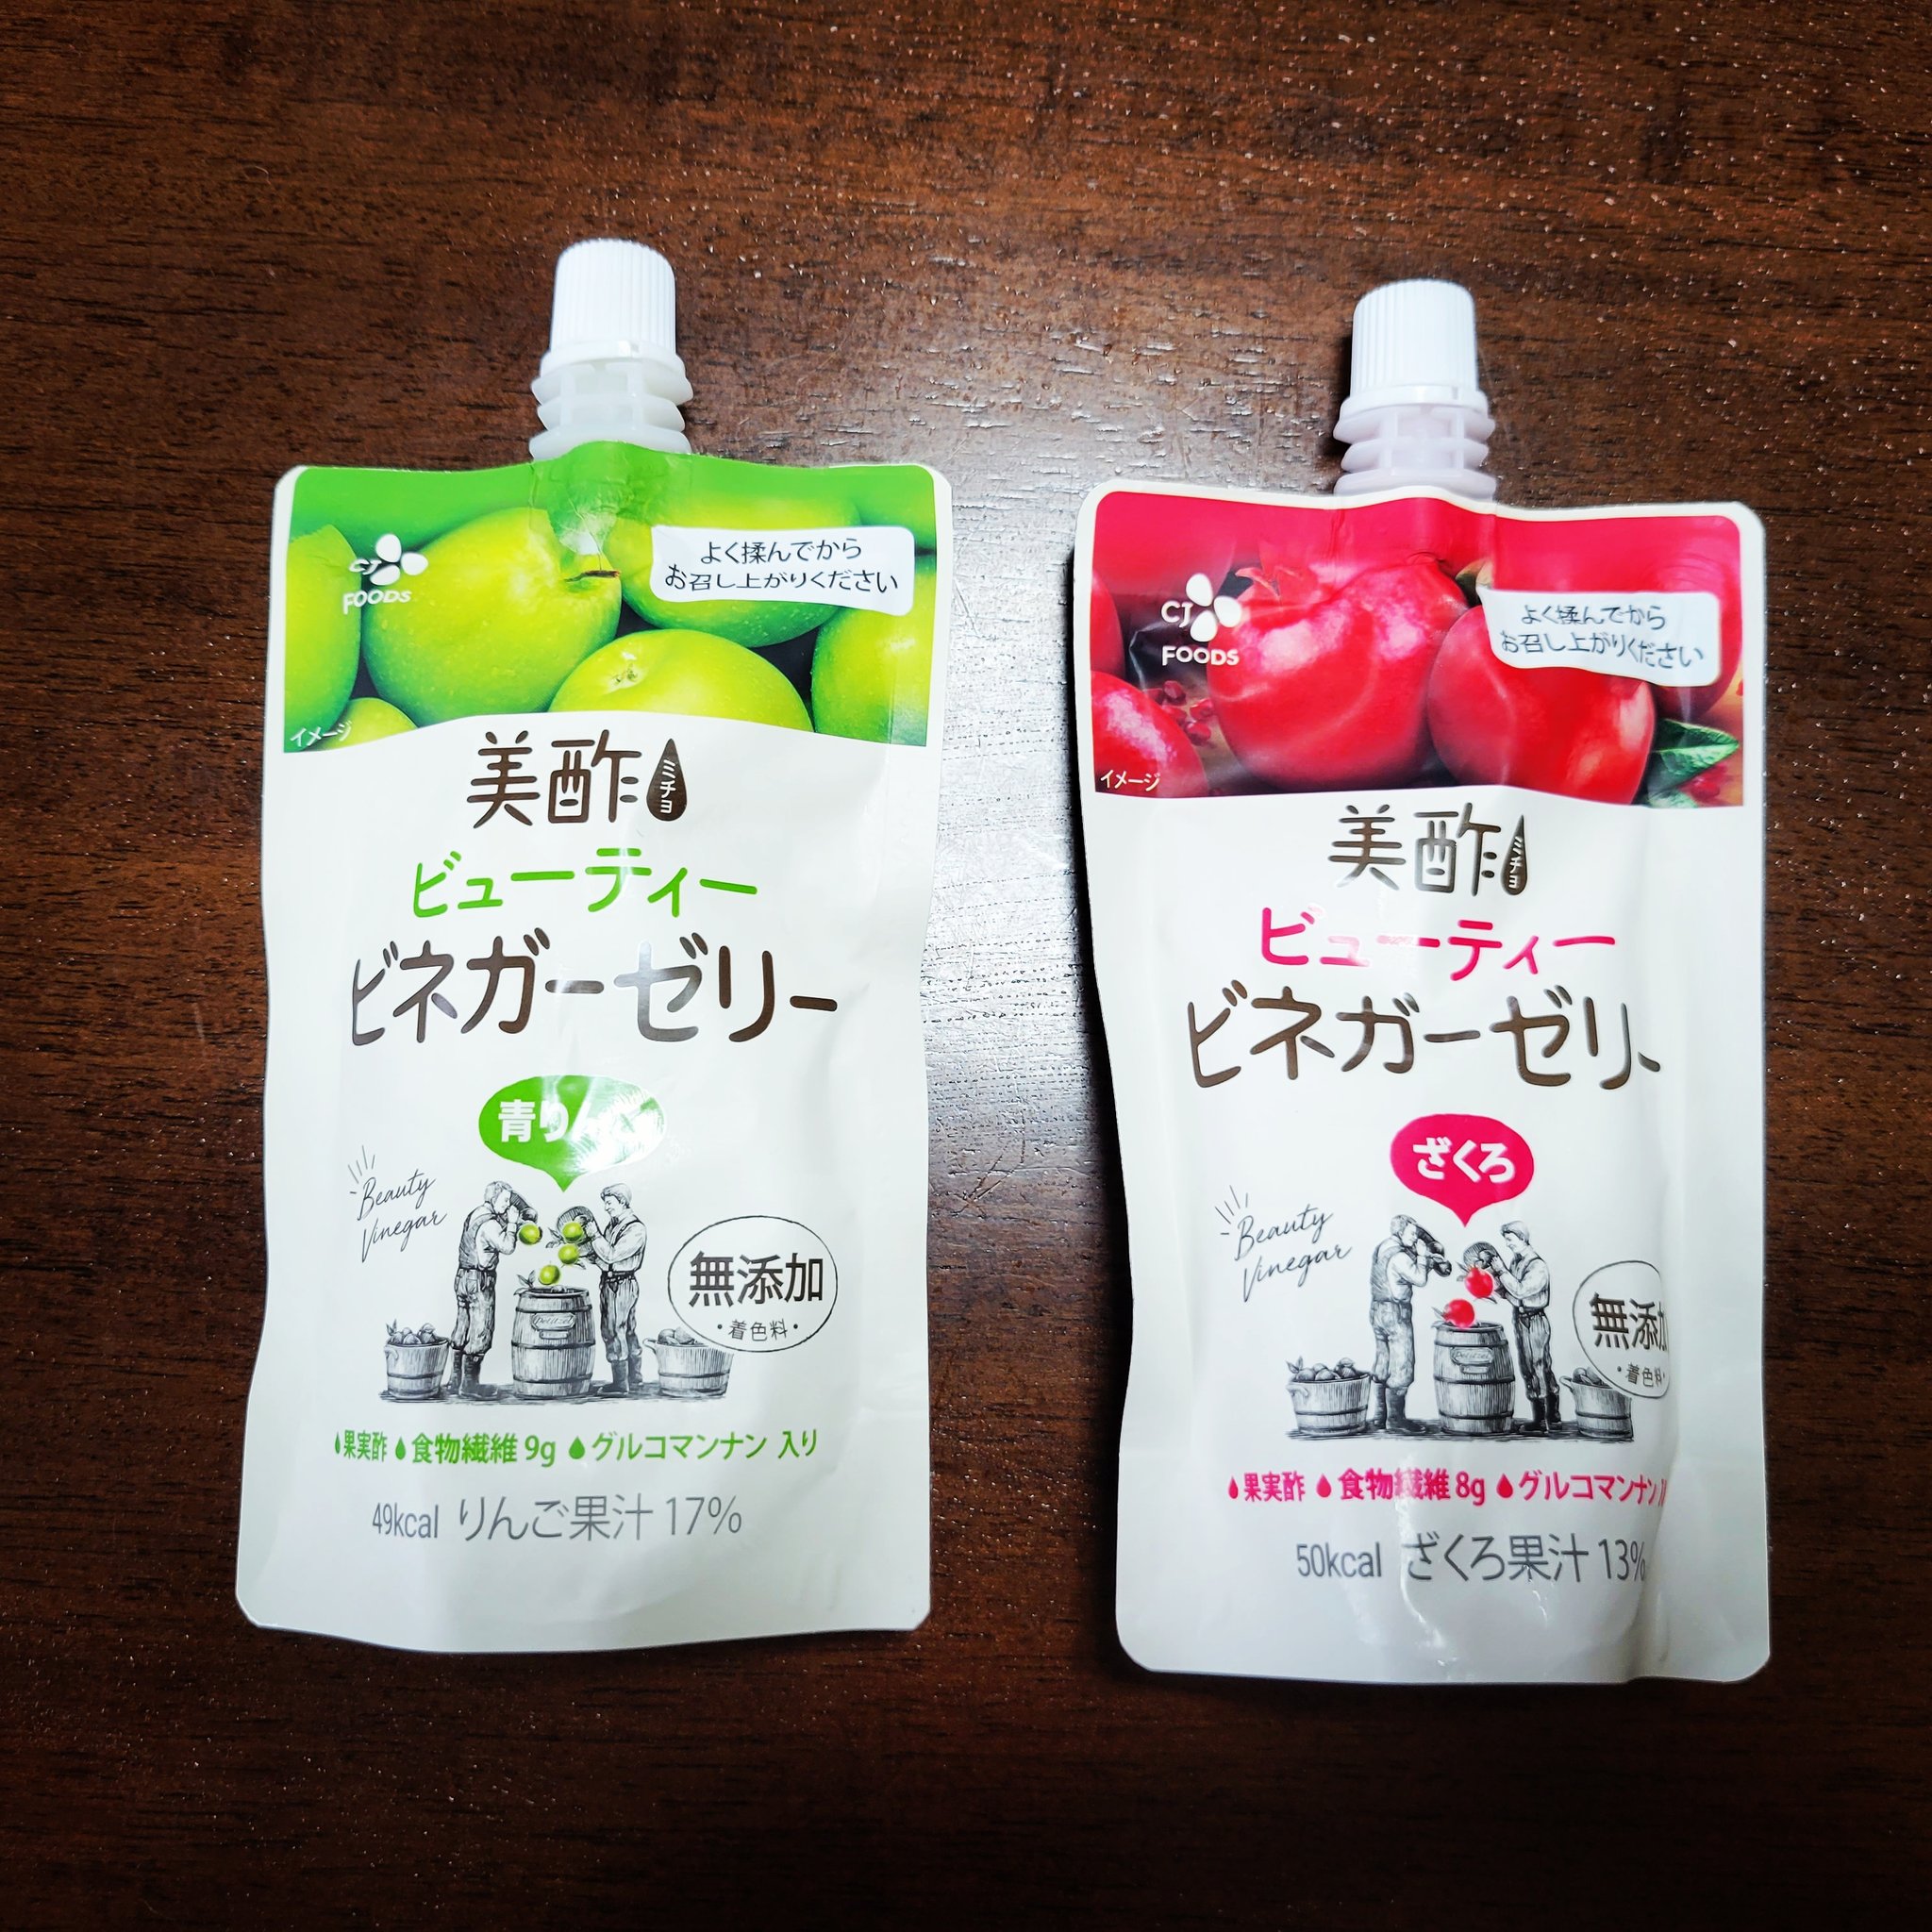 CJ
FOODS
よく揉んでから
お召し上がりください
イメージ
美酢
ミチョ
ビューティー
ビネガーゼリー
青りんご
Beauty
Vinegar
無添加
・着色料・
果実酢 食物繊維 9g グルコマンナン 入り
49kcal りんご果汁 17%
CJ
FOODS
よく揉んでから
お召し上がりください
イメージ
美酢
ミチョ
ビューティー
ビネガーゼリー
ざくろ
Beauty
Vinegar
無添加
・着色料・
果実酢 食物繊維 8g グルコマンナン
50kcal ざくろ果汁 13%